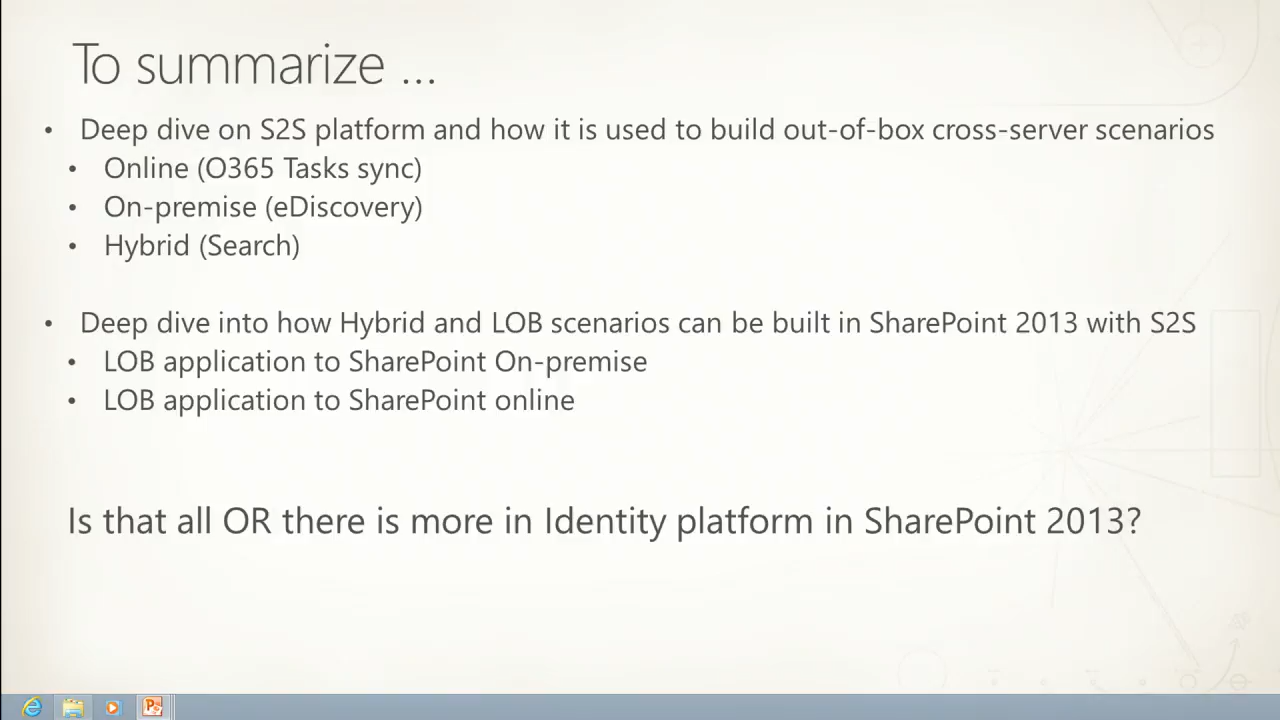 To summarize ...
• Deep dive on S2S platform and how it is used to build out-of-box cross-server scenarios
• Online (O365 Tasks sync)
• On-premise (eDiscovery)
• Hybrid (Search)
• Deep dive into how Hybrid and LOB scenarios can be built in SharePoint 2013 with S2S
• LOB application to SharePoint On-premise
• LOB application to SharePoint online
Is that all OR there is more in Identity platform in SharePoint 2013?